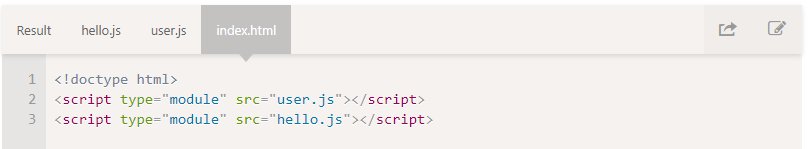 Result hello.js user.js index.html
1 <!doctype html>
2 <script type="module" src="user.js"></script>
3 <script type="module" src="hello.js"></script>